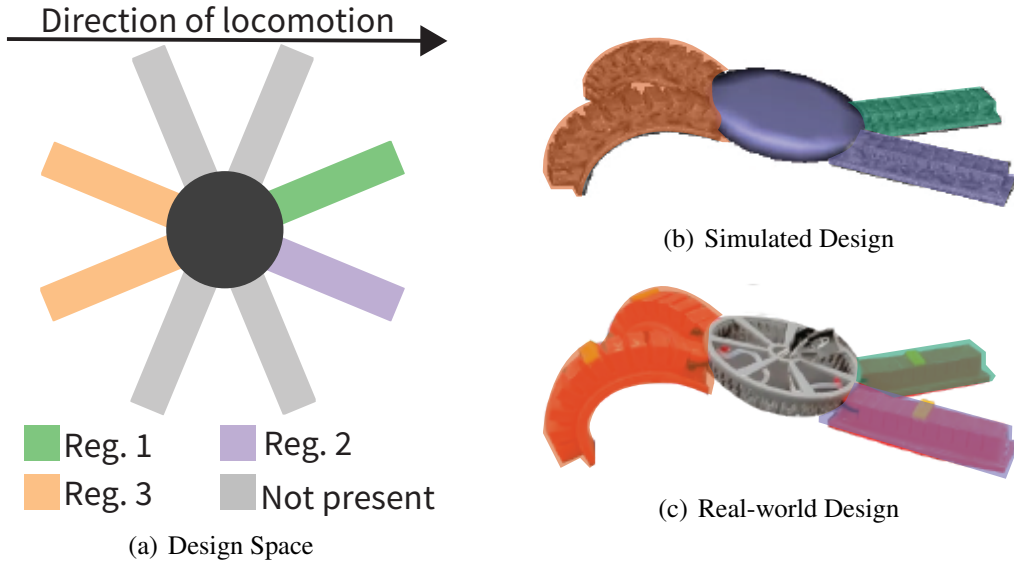 Direction of locomotion
Reg. 1
Reg. 2
Reg. 3
Not present
(a) Design Space
(b) Simulated Design
(c) Real-world Design